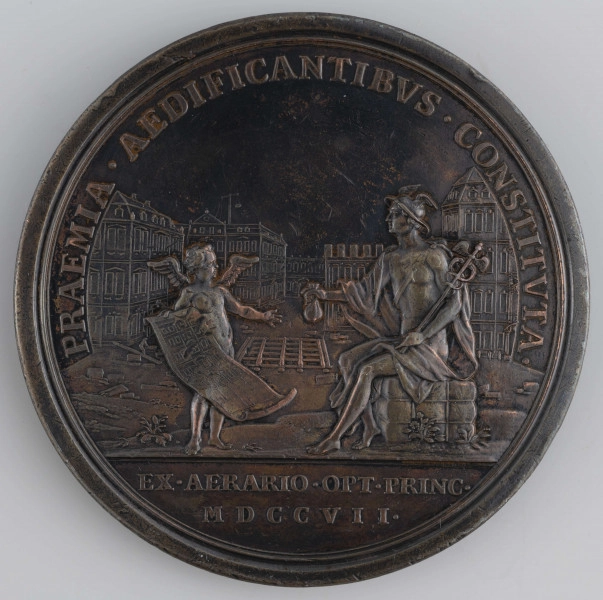 PRAEMIA · AEDIFICANTIBVS · CONSTITVTA ·
EX · AERARIO · OPT · PRINC ·
· MDCCVII ·